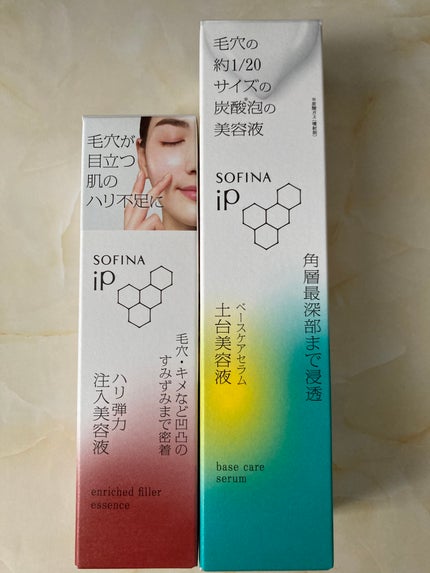 毛穴が
目立つ
肌の
ハリ不足に
SOFINA
iP
毛穴・キメなど凹凸の
すみずみまで密着
ハリ弾力
注入美容液
enriched filler
essence
毛穴の
約1/20
サイズの
炭酸泡の
美容液
SOFINA
iP
角層最深部まで浸透
ベースケアセラム
土台美容液
base care
serum